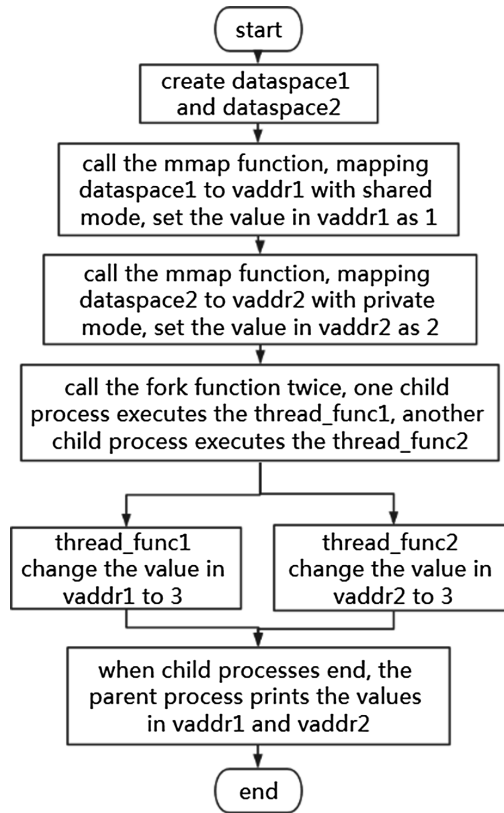 start
create dataspace1
and dataspace2
call the mmap function, mapping
dataspace1 to vaddr1 with shared
mode, set the value in vaddr1 as 1
call the mmap function, mapping
dataspace2 to vaddr2 with private
mode, set the value in vaddr2 as 2
call the fork function twice, one child
process executes the thread_func1, another
child process executes the thread_func2
thread_func1
change the value in
vaddr1 to 3
thread_func2
change the value in
vaddr2 to 3
when child processes end, the
parent process prints the values
in vaddr1 and vaddr2
end